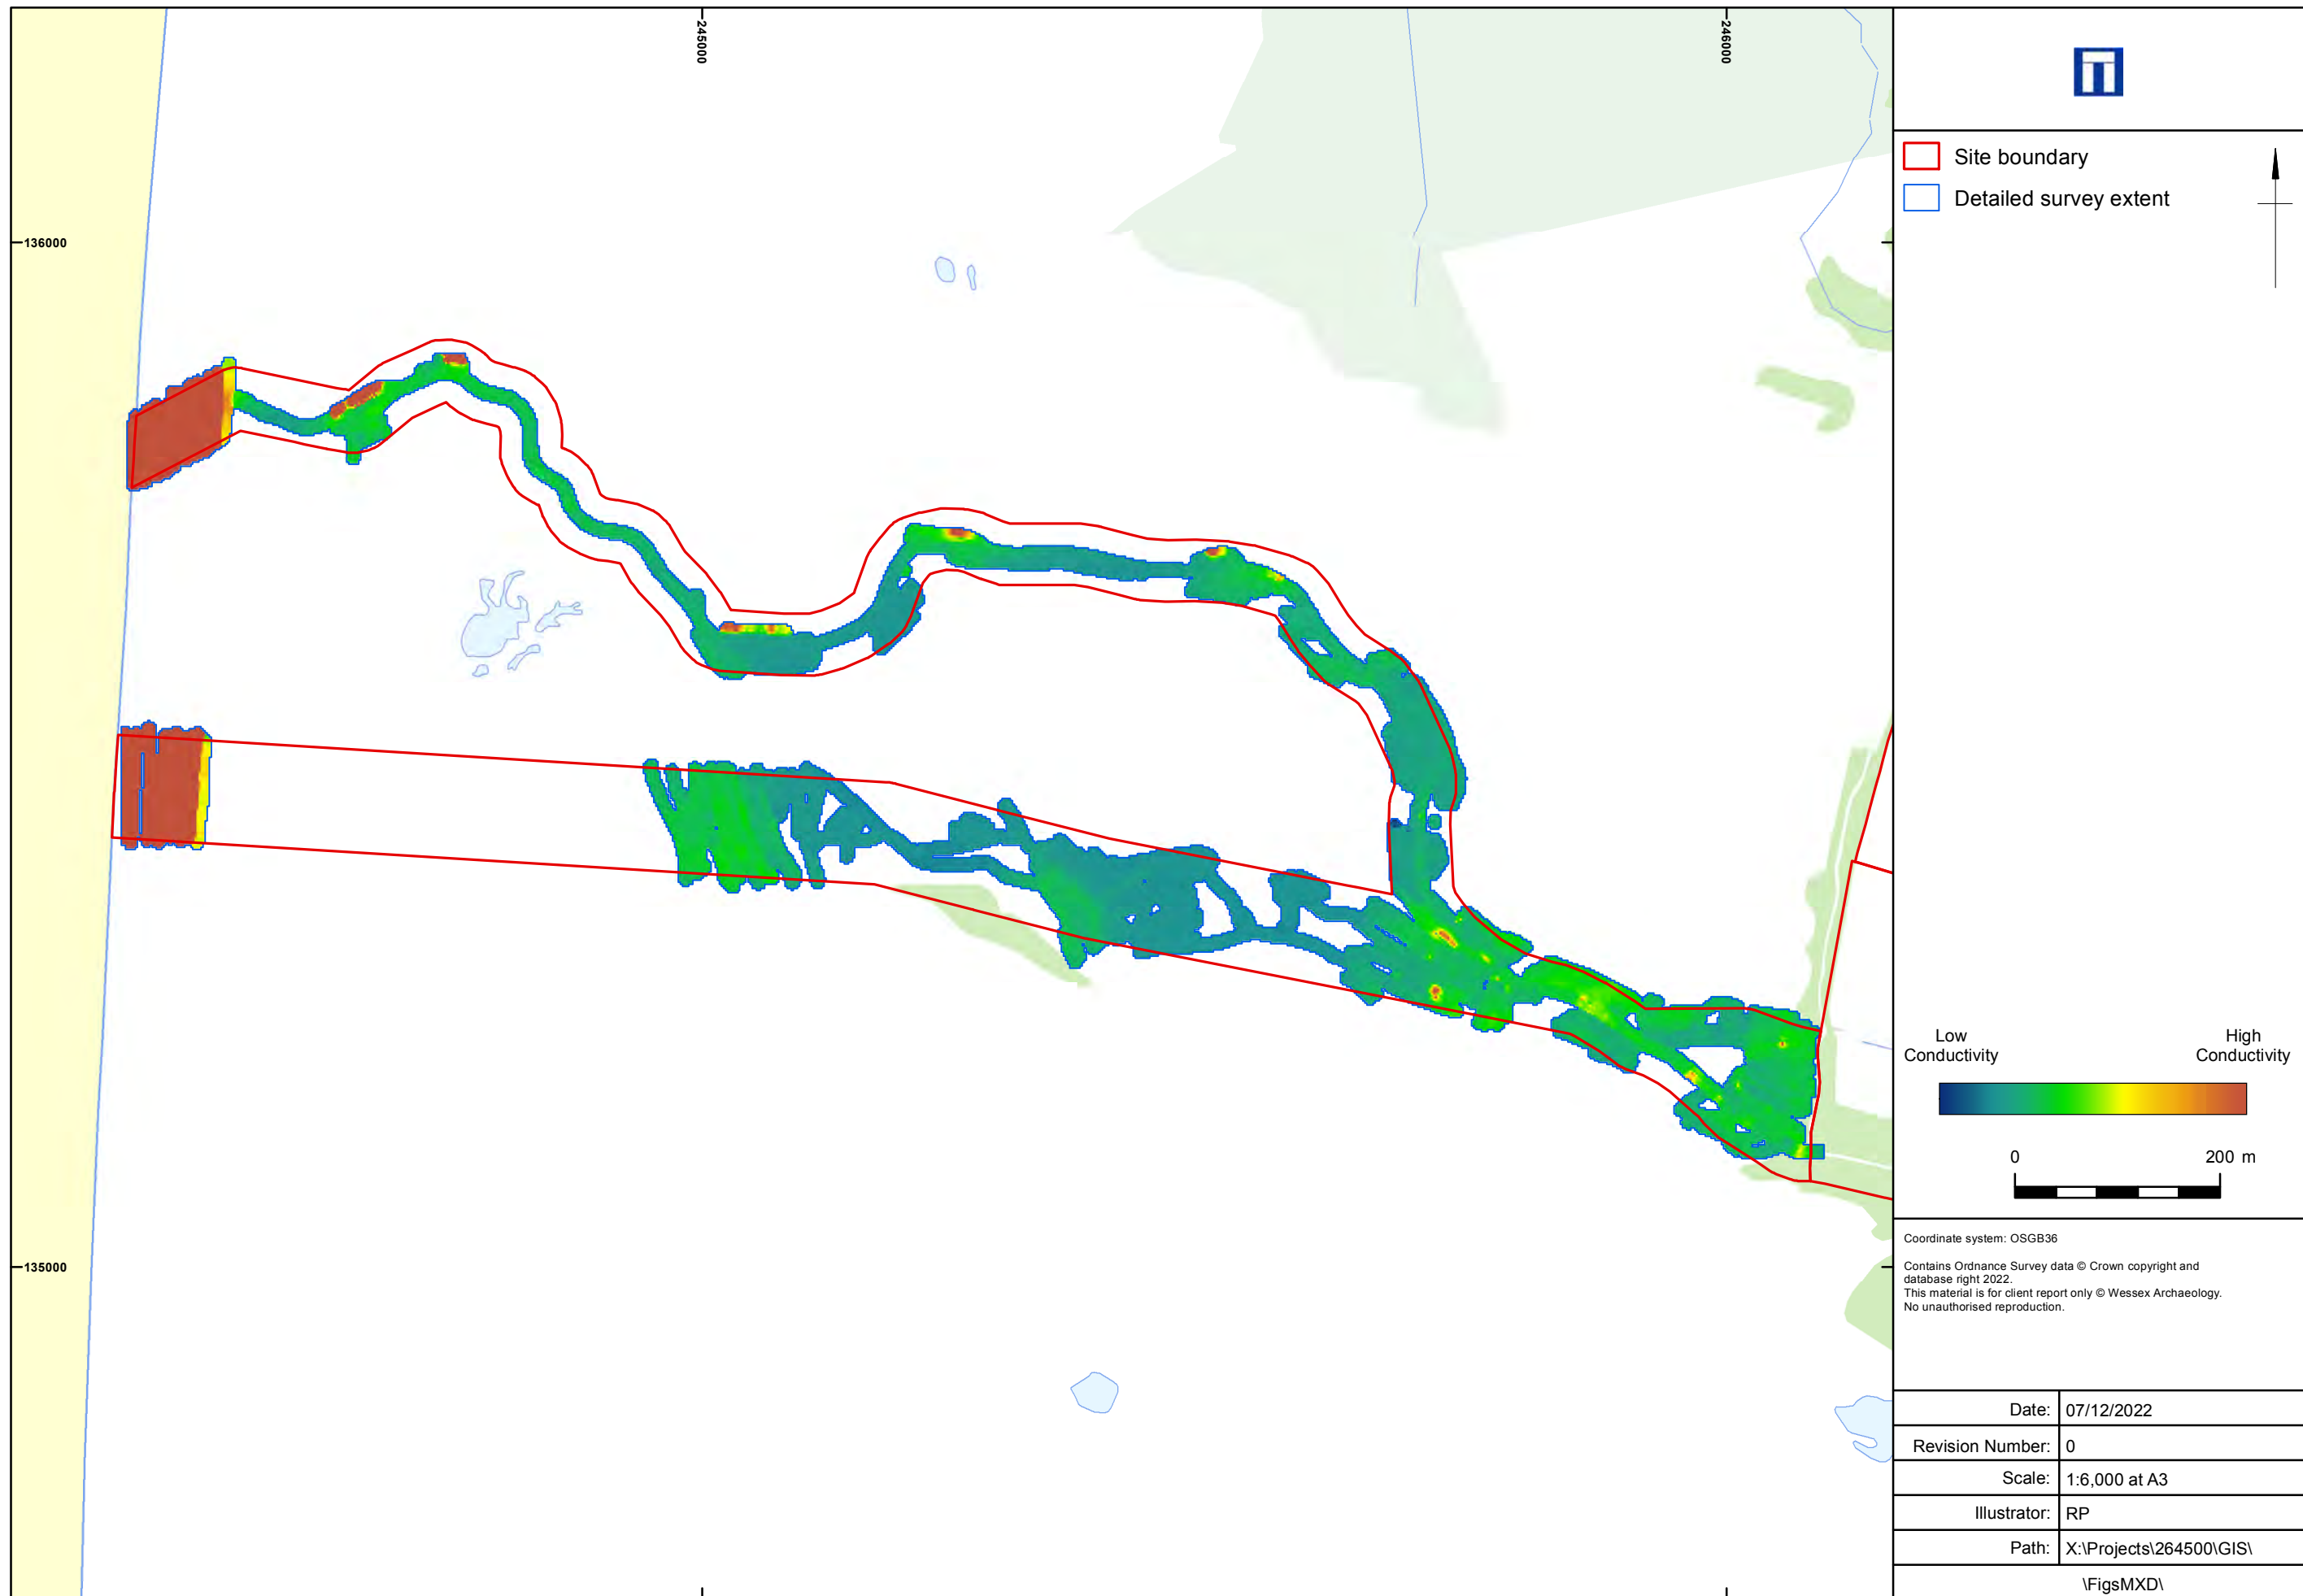 245000
246000
136000
135000
Site boundary
Detailed survey extent
Low
Conductivity
High
Conductivity
0
200 m
Coordinate system: OSGB36
Contains Ordnance Survey data © Crown copyright and
database right 2022.
This material is for client report only © Wessex Archaeology.
No unauthorised reproduction.
Date: 07/12/2022
Revision Number: 0
Scale: 1:6,000 at A3
Illustrator: RP
Path: X:\Projects\264500\GIS\
\FigsMXD\